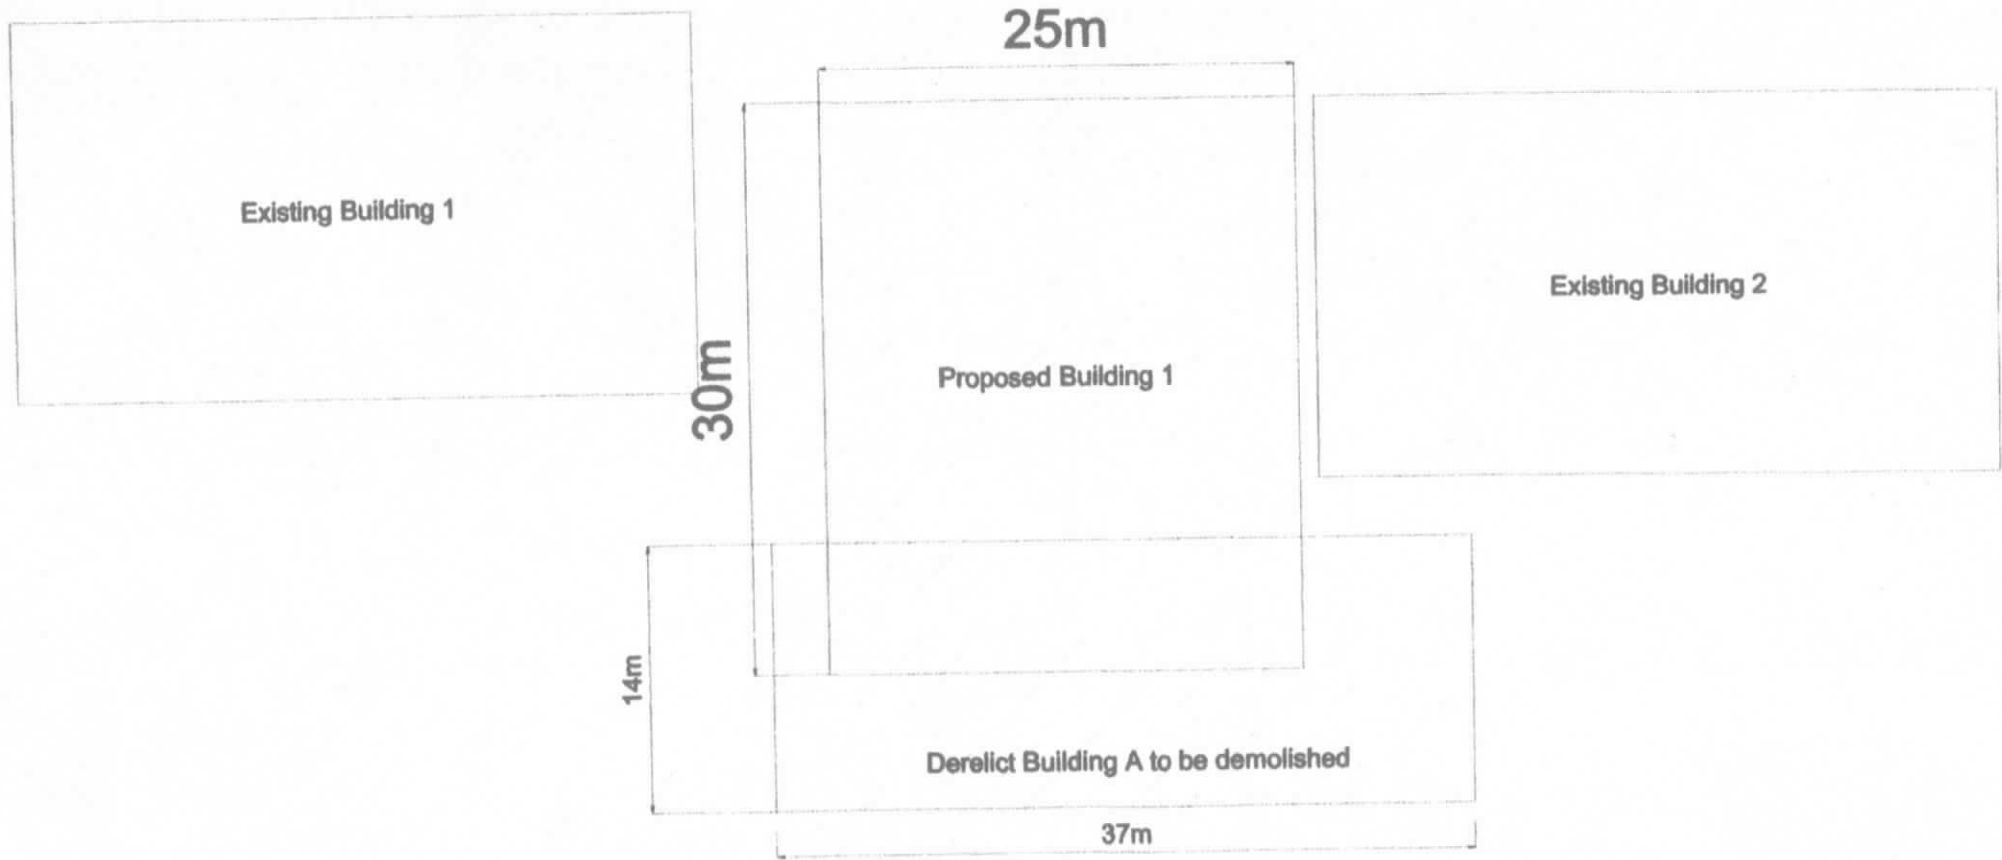 25m
Existing Building 1
Existing Building 2
30m
Proposed Building 1
14m
Derelict Building A to be demolished
37m